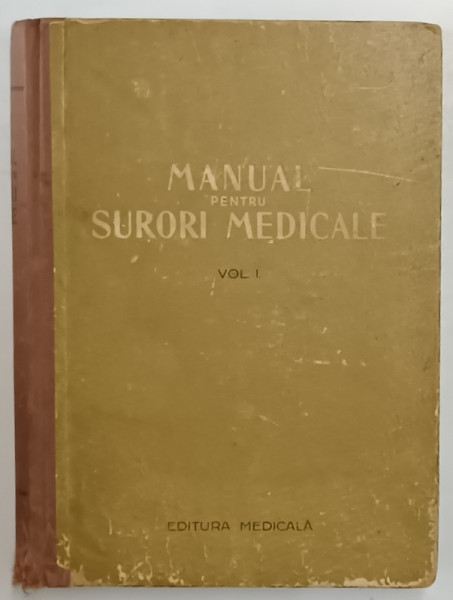 MANUAL
PENTRU
SURORI MEDICALE
VOL. I.
EDITURA MEDICALĂ